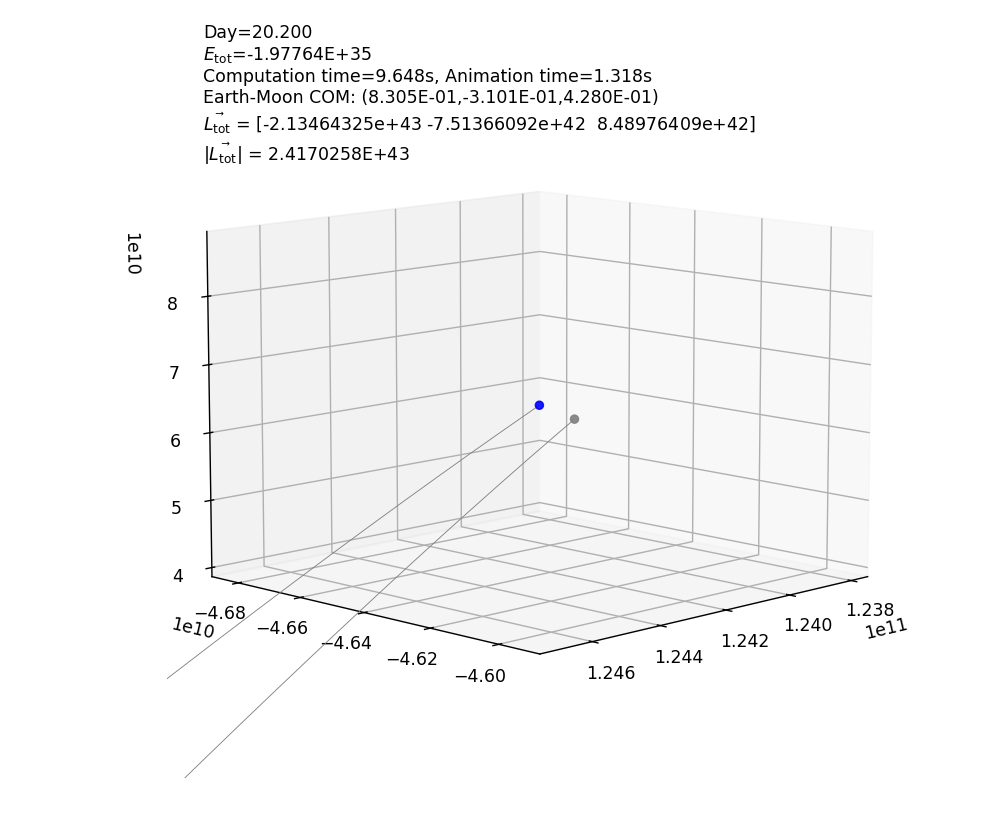 Day=20.200
E_tot=-1.97764E+35
Computation time=9.648s, Animation time=1.318s
Earth-Moon COM: (8.305E-01,-3.101E-01,4.280E-01)
L_tot→ = [-2.13464325e+43 -7.51366092e+42  8.48976409e+42]
|L_tot→| = 2.4170258E+43
1e10
8
7
6
5
4
−4.68
−4.66
−4.64
−4.62
−4.60
1e10
1.238
1.240
1.242
1.244
1.246
1e11